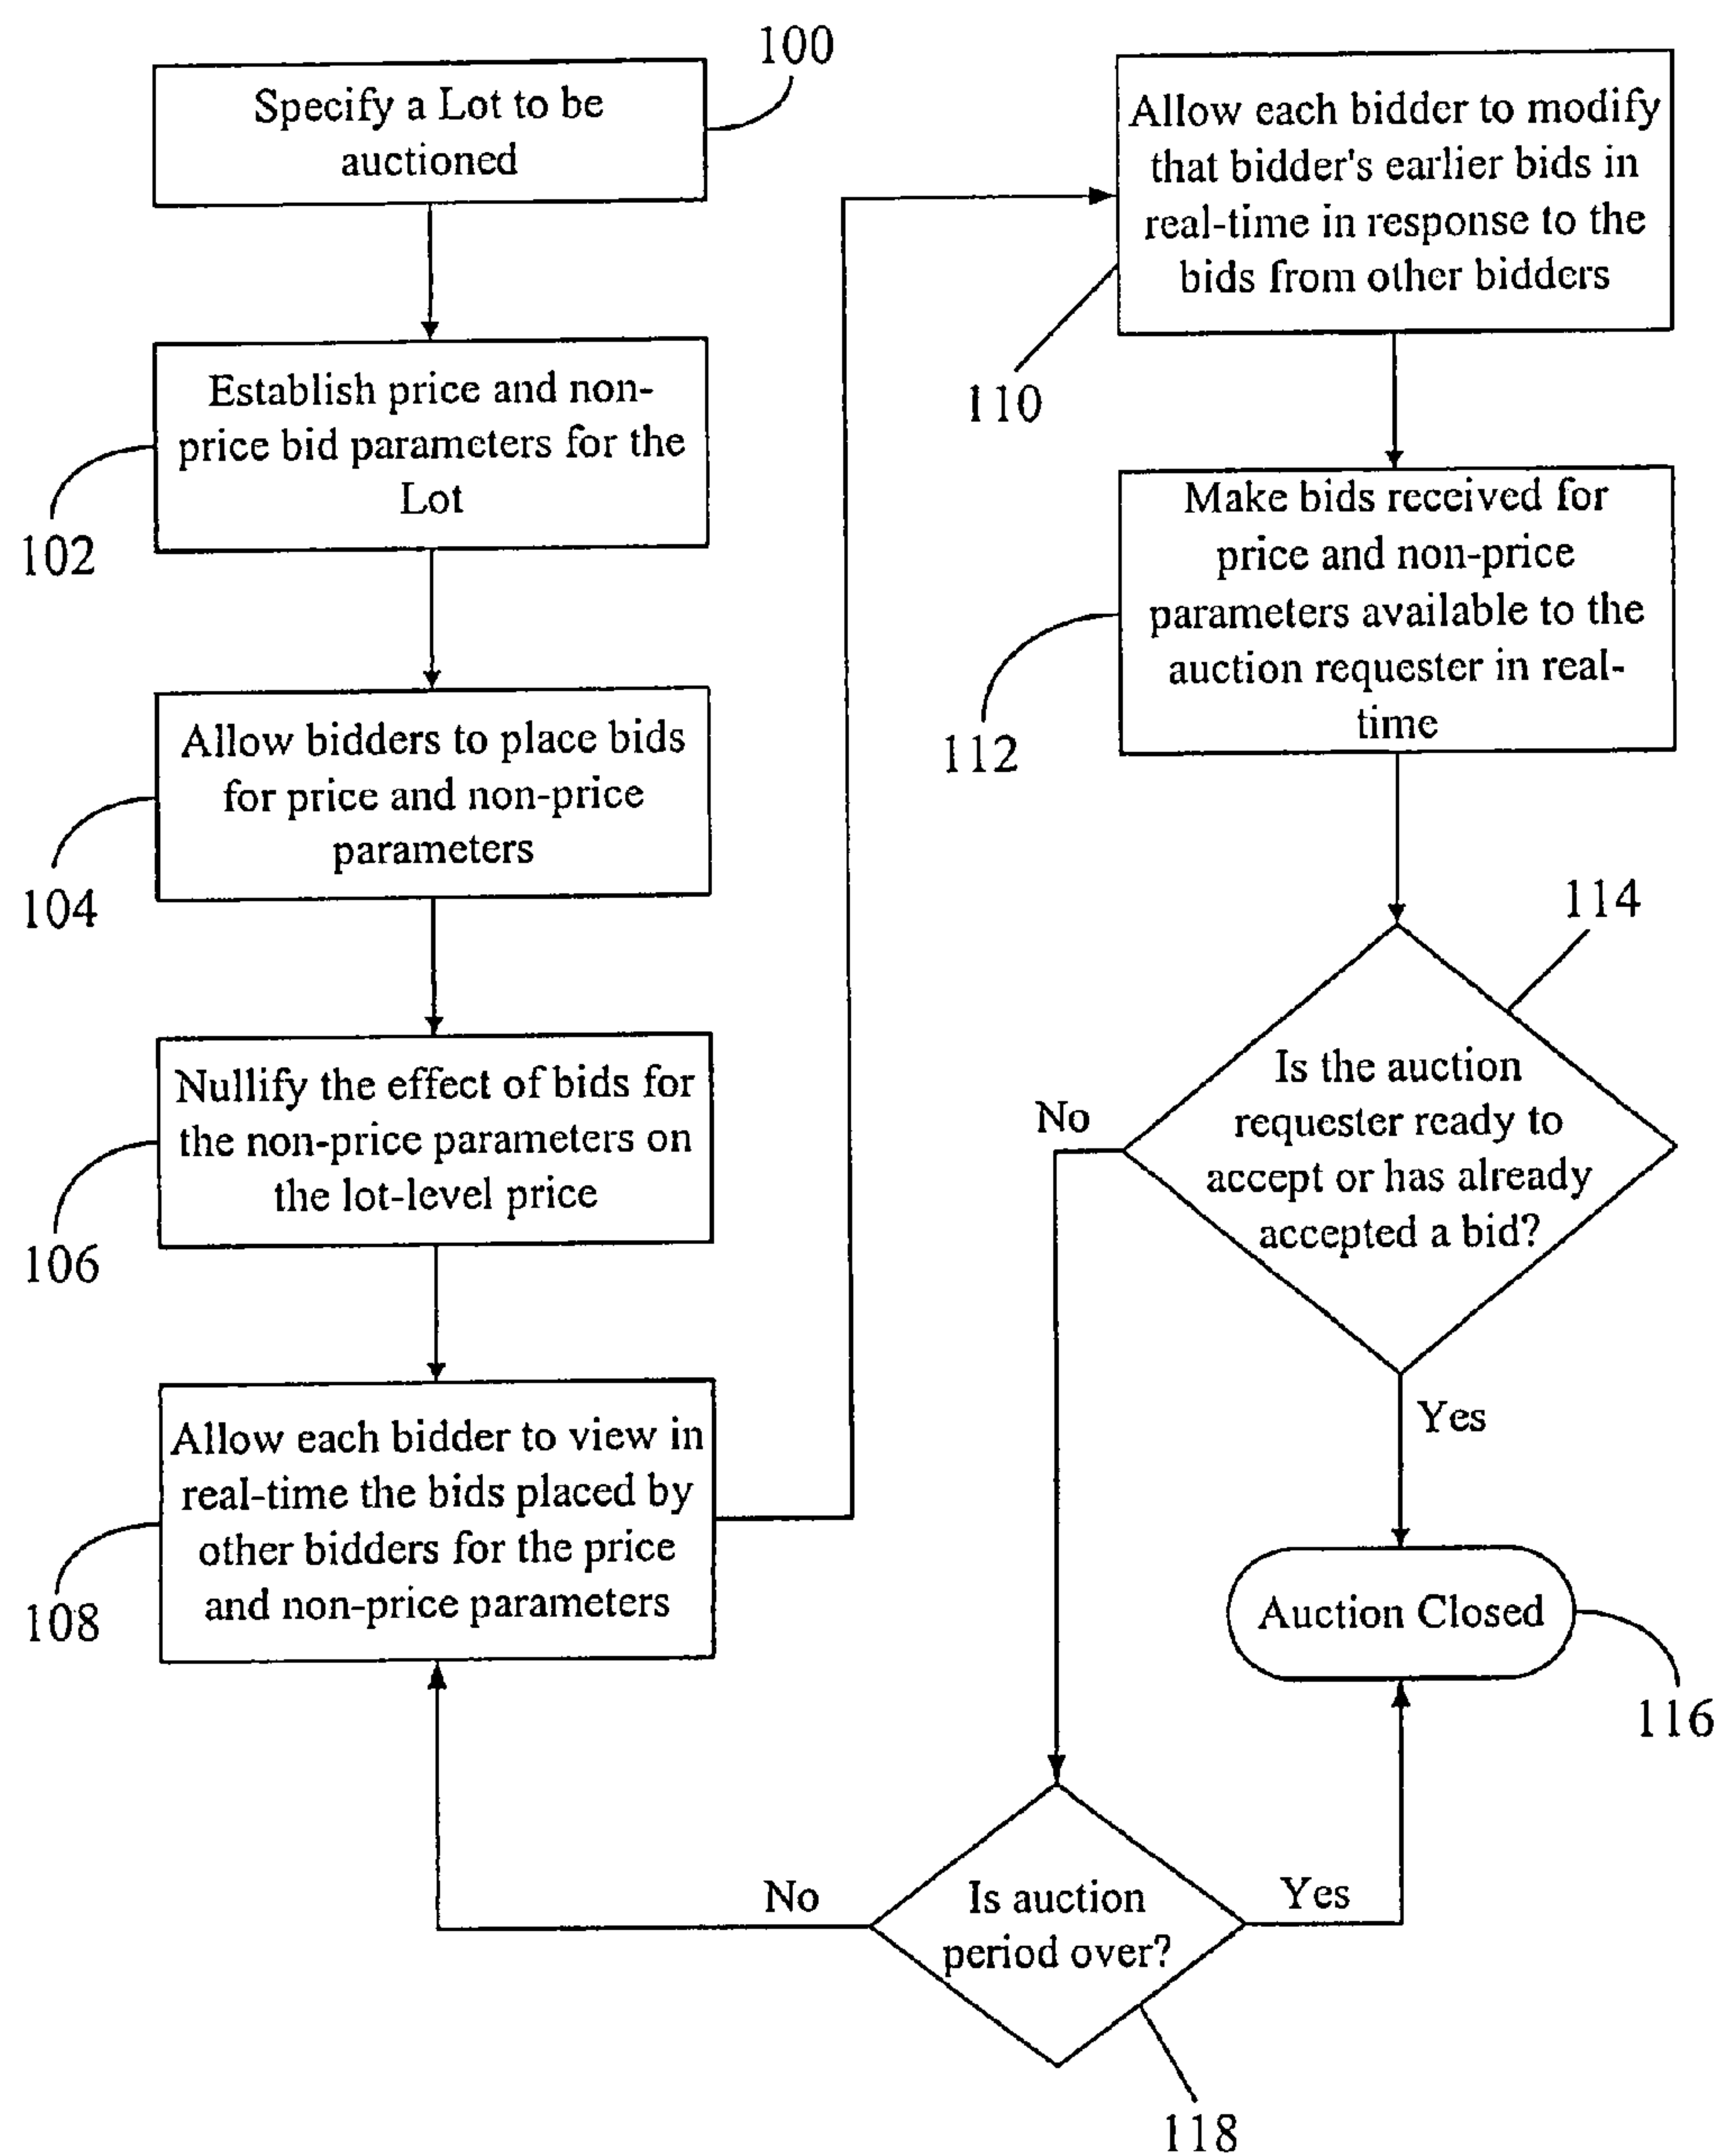 100
Specify a Lot to be
auctioned
Establish price and non-
price bid parameters for the
Lot
102
Allow bidders to place bids
for price and non-price
parameters
104
Nullify the effect of bids for
the non-price parameters on
the lot-level price
106
Allow each bidder to view in
real-time the bids placed by
other bidders for the price
and non-price parameters
108
Allow each bidder to modify
that bidder's earlier bids in
real-time in response to the
bids from other bidders
110
Make bids received for
price and non-price
parameters available to the
auction requester in real-
time
112
114
Is the auction
requester ready to
accept or has already
accepted a bid?
No
Yes
Auction Closed
116
Is auction
period over?
No
Yes
118